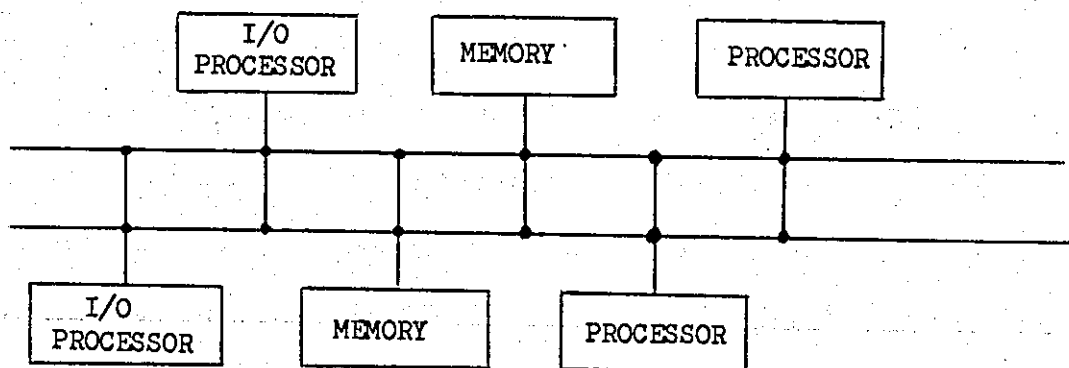 I/O
PROCESSOR
MEMORY
PROCESSOR
I/O
PROCESSOR
MEMORY
PROCESSOR